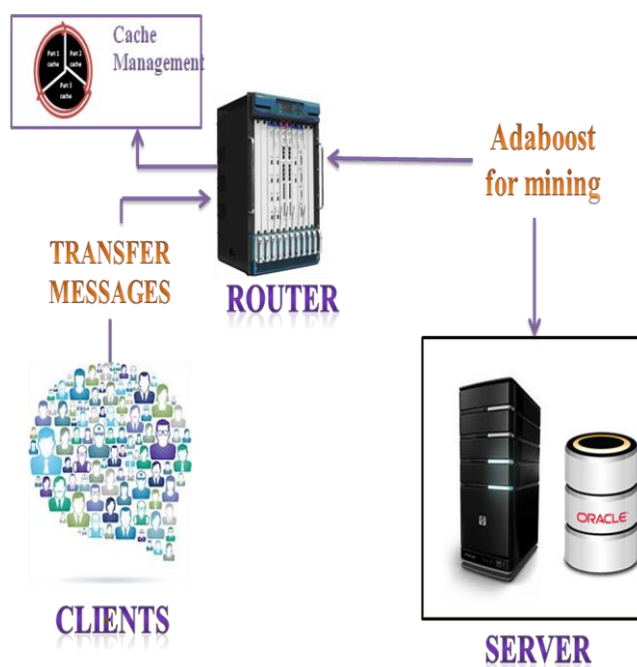 Part 1
cache
Part 2
cache
Part 3
cache
Cache
Management
Adaboost
for mining
TRANSFER
MESSAGES
ROUTER
ORACLE
CLIENTS
SERVER